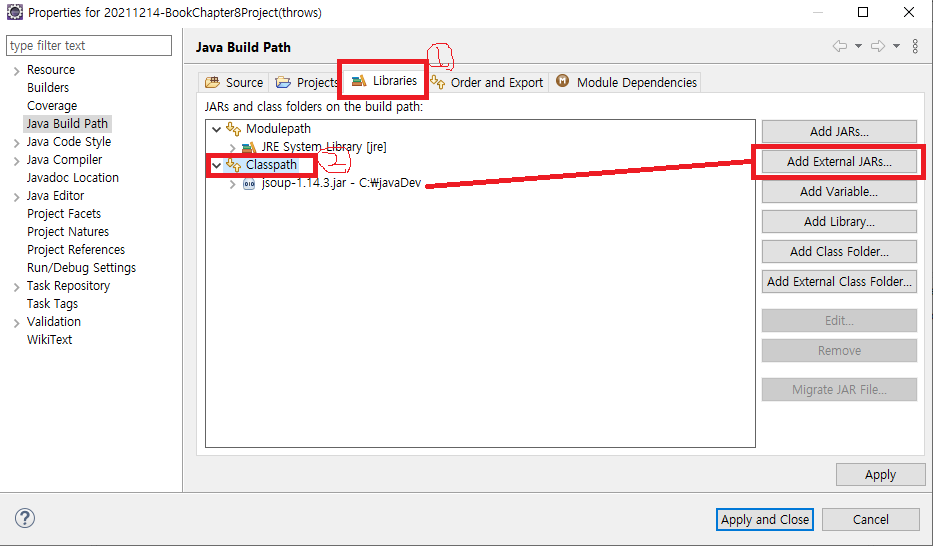 Properties for 20211214-BookChapter8Project(throws)
type filter text
Resource
Builders
Coverage
Java Build Path
Java Code Style
Java Compiler
Javadoc Location
Java Editor
Project Facets
Project Natures
Project References
Run/Debug Settings
Task Repository
Task Tags
Validation
WikiText
Java Build Path
1
Source Projects Libraries Order and Export Module Dependencies
JARs and class folders on the build path:
Modulepath
JRE System Library [jre]
Classpath 2
jsoup-1.14.3.jar - C:₩javaDev
Add JARs...
Add External JARs...
Add Variable...
Add Library...
Add Class Folder...
Add External Class Folder...
Edit...
Remove
Migrate JAR File...
Apply
Apply and Close Cancel